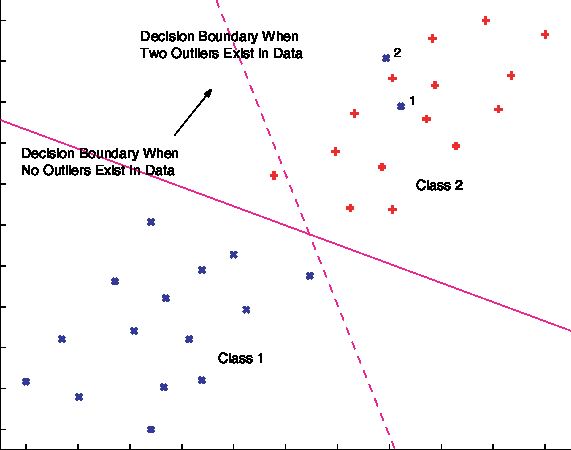 Decision Boundary When
Two Outliers Exist in Data
2
1
Decision Boundary When
No Outliers Exist in Data
Class 2
Class 1